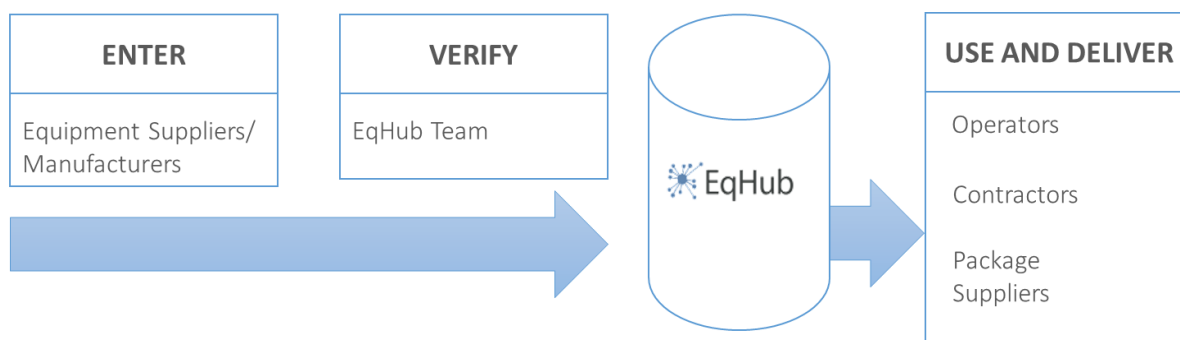 ENTER
Equipment Suppliers/
Manufacturers
VERIFY
EqHub Team
EqHub
USE AND DELIVER
Operators
Contractors
Package
Suppliers